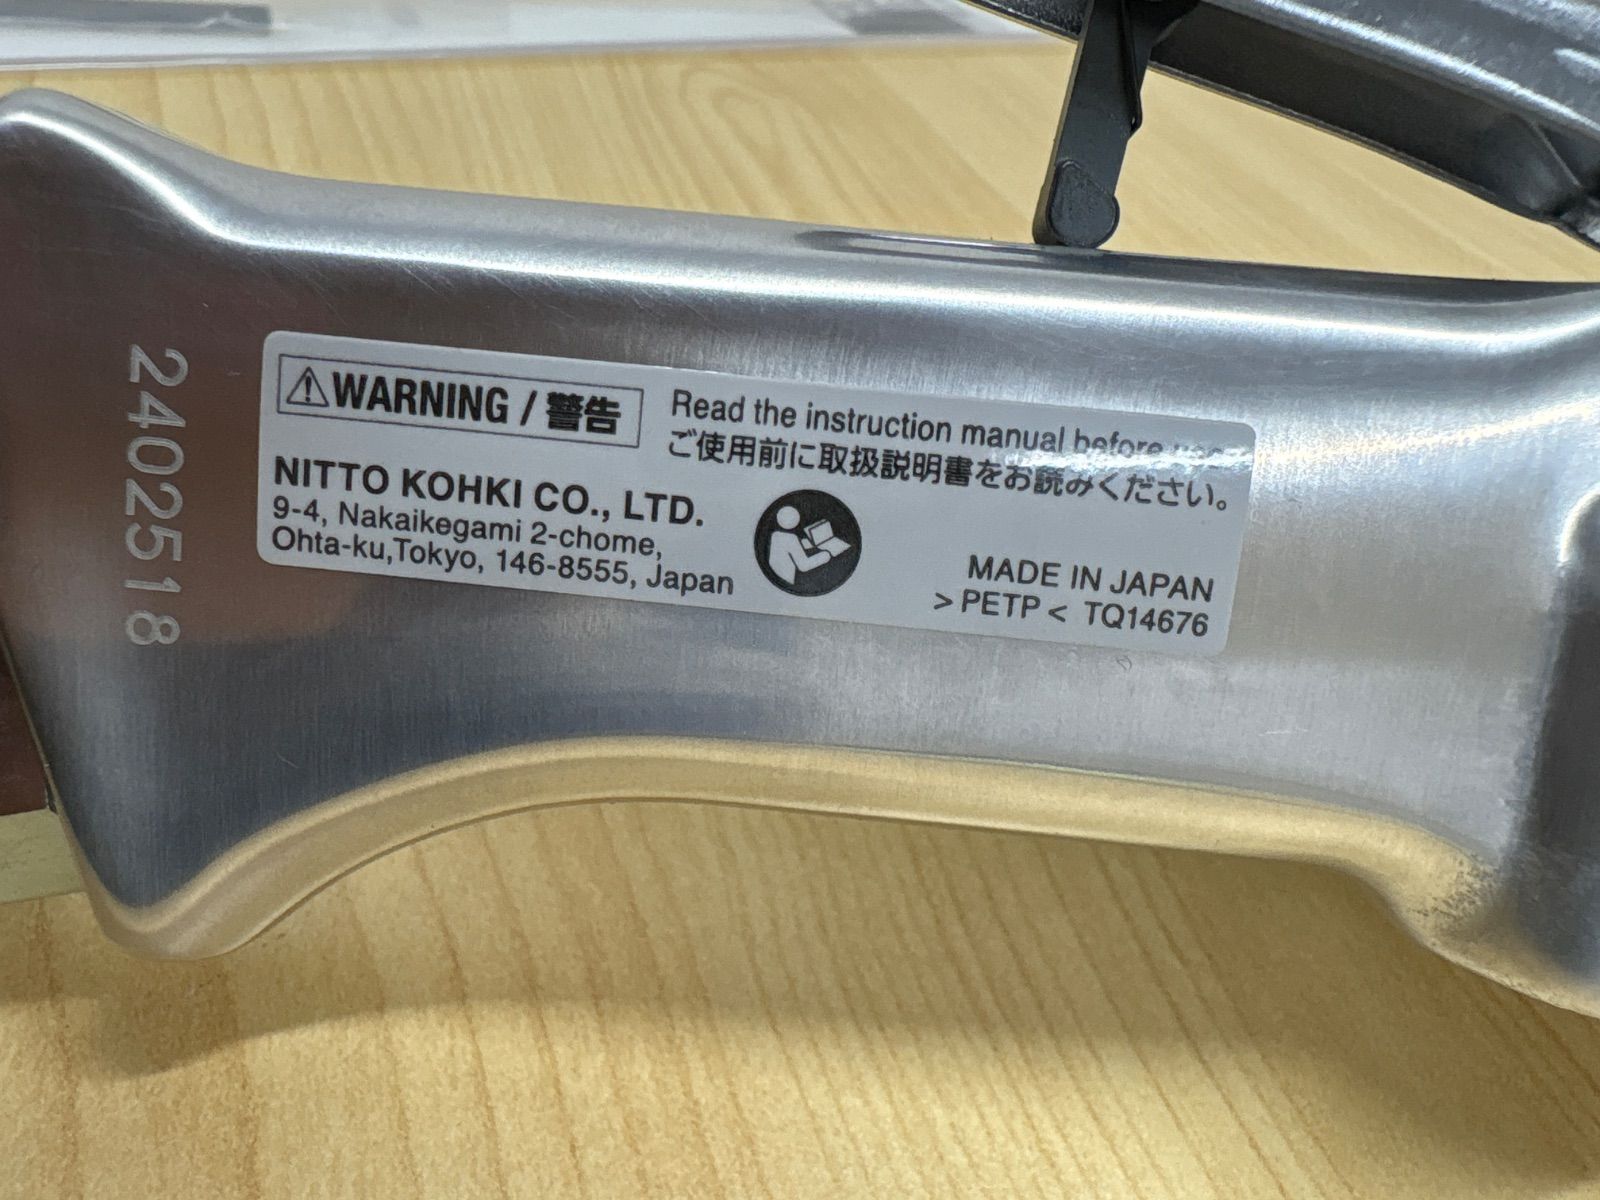 2402518
WARNING / 警告
Read the instruction manual before use.
ご使用前に取扱説明書をお読みください。
NITTO KOHKI CO., LTD.
9-4, Nakaikegami 2-chome,
Ohta-ku,Tokyo, 146-8555, Japan
MADE IN JAPAN
>PETP< TQ14676